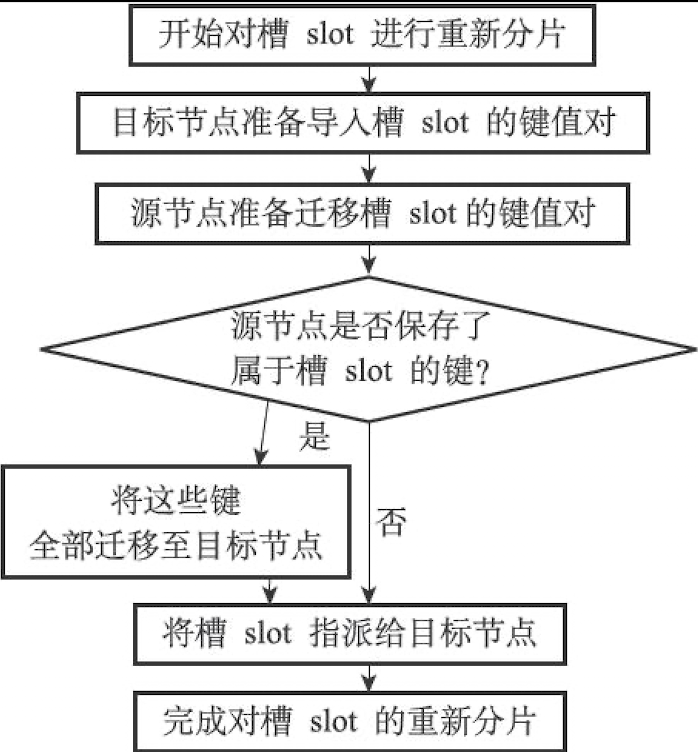 开始对槽 slot 进行重新分片
目标节点准备导入槽 slot 的键值对
源节点准备迁移槽 slot的键值对
源节点是否保存了
属于槽 slot 的键?
是
将这些键
全部迁移至目标节点
否
将槽 slot 指派给目标节点
完成对槽 slot 的重新分片